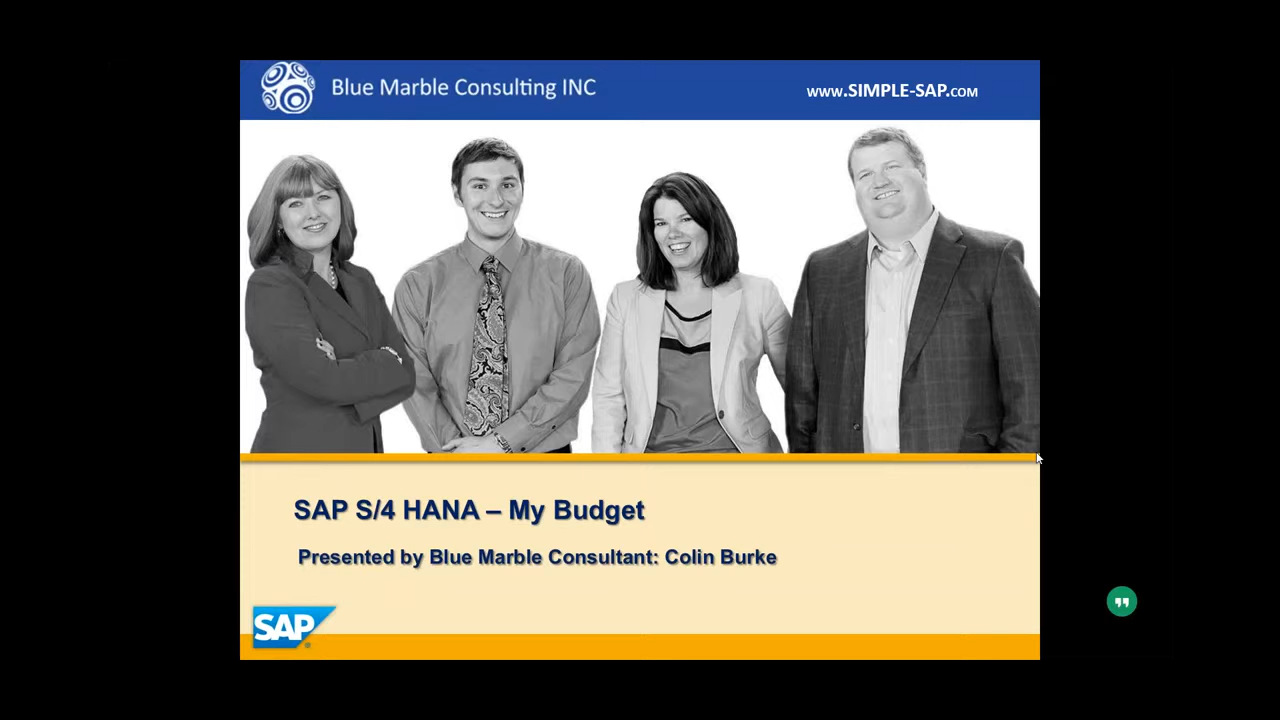 Blue Marble Consulting INC
www.SIMPLE-SAP.com
SAP S/4 HANA – My Budget
Presented by Blue Marble Consultant: Colin Burke
SAP